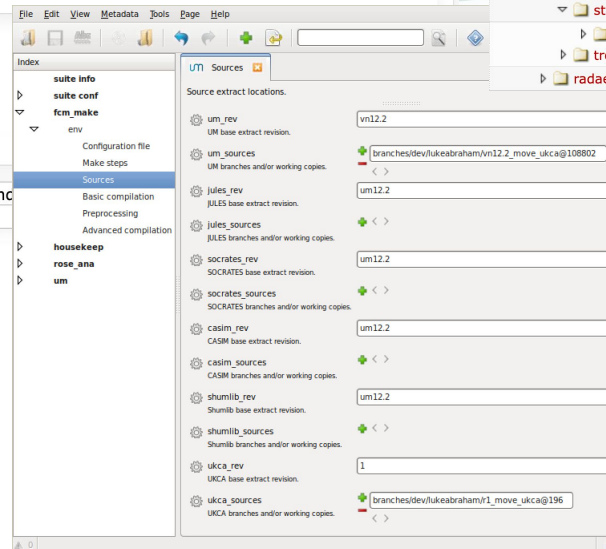 File Edit View Metadata Tools Page Help
Index
suite info
suite conf
fcm_make
env
Configuration file
Make steps
Sources
Basic compilation
Preprocessing
Advanced compilation
housekeep
rose_ana
um
um Sources
Source extract locations.
um_rev
vn12.2
UM base extract revision.
um_sources
branches/dev/lukeabraham/vn12.2_move_ukca@108802
UM branches and/or working copies.
jules_rev
um12.2
JULES base extract revision.
jules_sources
JULES branches and/or working copies.
socrates_rev
um12.2
SOCRATES base extract revision.
socrates_sources
SOCRATES branches and/or working copies.
casim_rev
um12.2
CASIM base extract revision.
casim_sources
CASIM branches and/or working copies.
shumlib_rev
um12.2
Shumlib base extract revision.
shumlib_sources
Shumlib branches and/or working copies.
ukca_rev
1
UKCA base extract revision.
ukca_sources
branches/dev/lukeabraham/r1_move_ukca@196
UKCA branches and/or working copies.
0